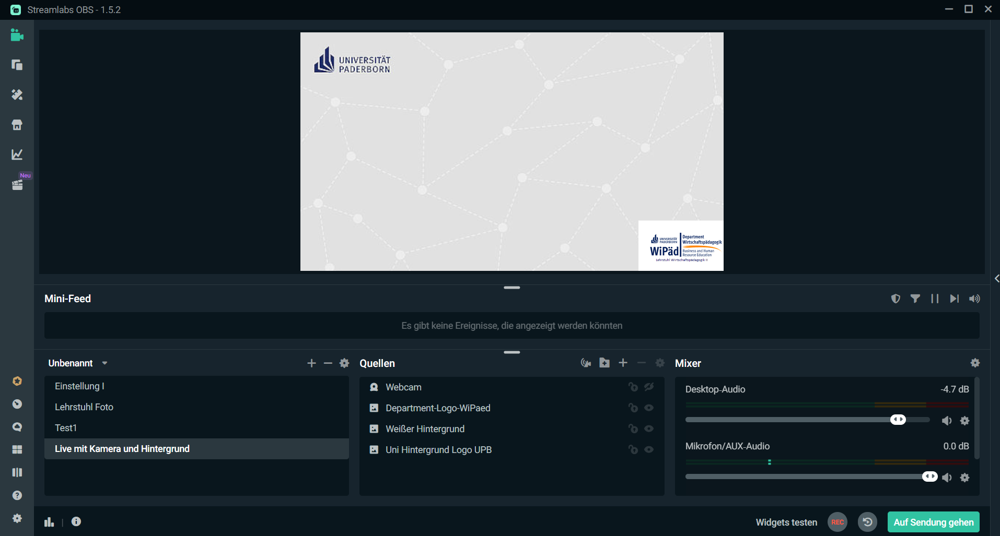 Streamlabs OBS - 1.5.2
UNIVERSITÄT
PADERBORN
Neu
UNIVERSITÄT
PADERBORN
WiPäd
Department
Wirtschaftspädagogik
Business and Human
Resource Education
Lehrstuhl Wirtschaftspädagogik II
Mini-Feed
Es gibt keine Ereignisse, die angezeigt werden könnten
Unbenannt
Einstellung I
Lehrstuhl Foto
Test1
Live mit Kamera und Hintergrund
Quellen
Webcam
Department-Logo-WiPaed
Weißer Hintergrund
Uni Hintergrund Logo UPB
Mixer
Desktop-Audio -4.7 dB
Mikrofon/AUX-Audio 0.0 dB
Widgets testen REC Auf Sendung gehen